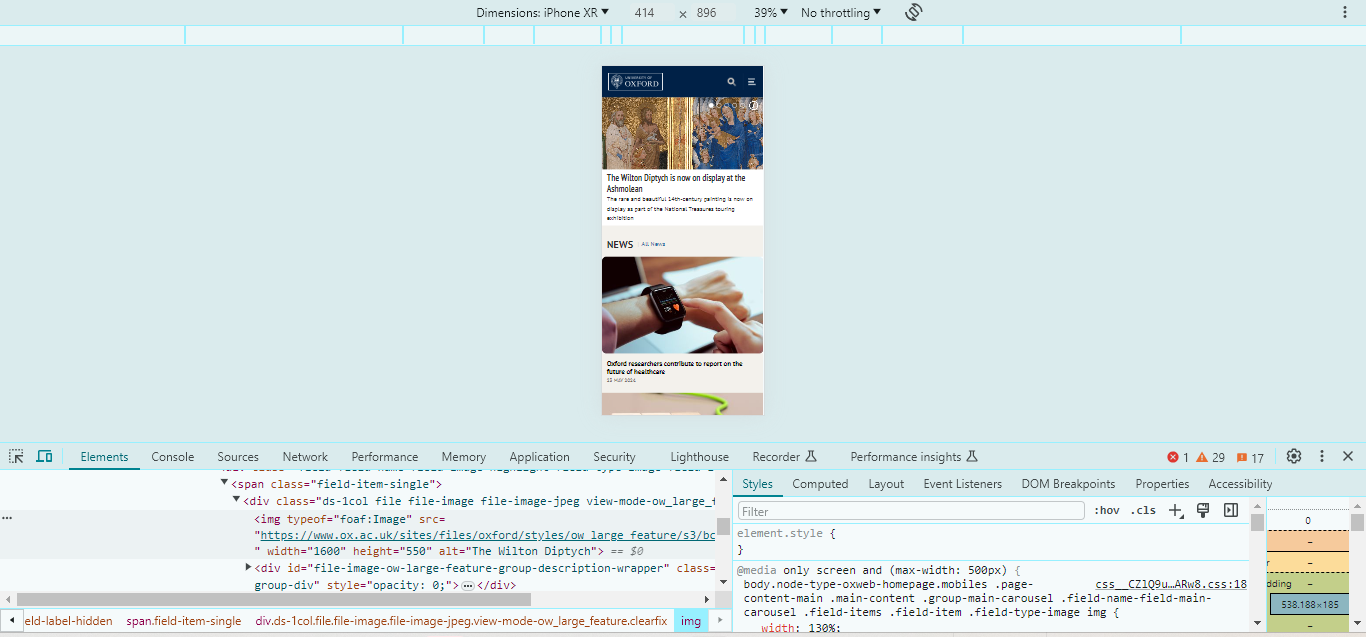 Dimensions: iPhone XR ▼ 414 × 896 39% ▼ No throttling ▼
UNIVERSITY OF
OXFORD
The Wilton Diptych is now on display at the
Ashmolean
The rare and beautiful 14th-century painting is now on
display as part of the National Treasures touring
exhibition
NEWS All News
Oxford researchers contribute to report on the
future of healthcare
Elements Console Sources Network Performance Memory Application Security Lighthouse Recorder Performance insights 1 29 17
<span class="field-item-single">
<div class="ds-1col file file-image file-image-jpeg view-mode-ow_large_f
<img typeof="foaf:Image" src=
"https://www.ox.ac.uk/sites/files/oxford/styles/ow_large_feature/s3/bc
" width="1600" height="550" alt="The Wilton Diptych"> == $0
<div id="file-image-ow-large-feature-group-description-wrapper" class=
group-div" style="opacity: 0;"> … </div>
eld-label-hidden span.field-item-single div.ds-1col.file.file-image.file-image-jpeg.view-mode-ow_large_feature.clearfix img
Styles Computed Layout Event Listeners DOM Breakpoints Properties Accessibility
Filter :hov .cls
element.style {
}
@media only screen and (max-width: 500px) {
body.node-type-oxweb-homepage.mobiles .page- css__CZlQ9u…ARw8.css:18
content-main .main-content .group-main-carousel .field-name-field-main-
carousel .field-items .field-item .field-type-image img {
width: 130%;
0
–
r –
dding –
538.188×185
–